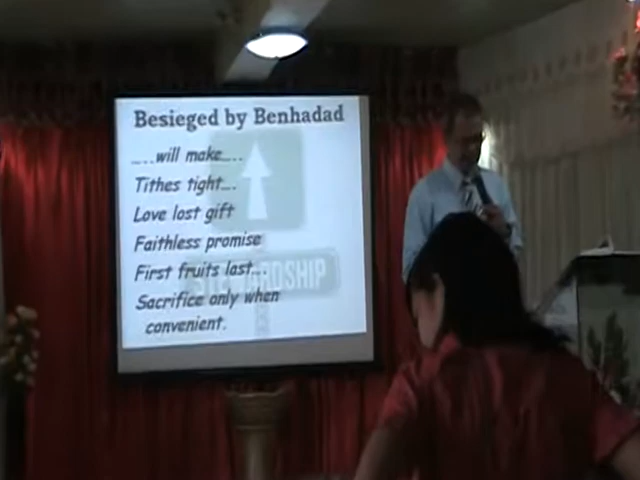 Besieged by Benhadad
....will make....
Tithes tight....
Love lost gift
Faithless promise
First fruits last...
Sacrifice only when
convenient.
STEWARDSHIP